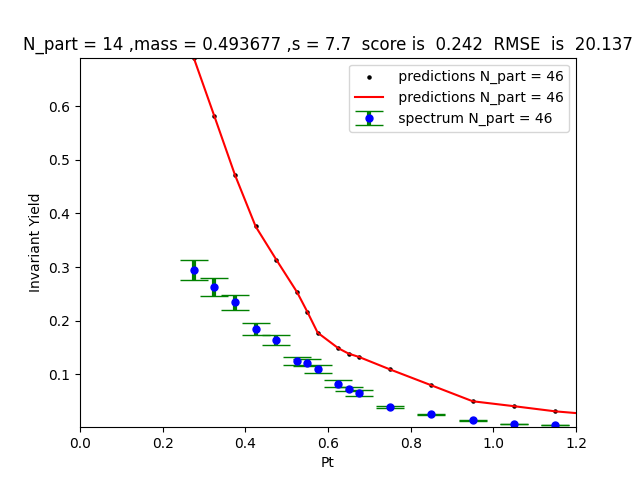 N_part = 14 ,mass = 0.493677 ,s = 7.7  score is  0.242  RMSE  is  20.137
predictions N_part = 46
predictions N_part = 46
spectrum N_part = 46
Invariant Yield
0.6
0.5
0.4
0.3
0.2
0.1
0.0 0.2 0.4 0.6 0.8 1.0 1.2
Pt